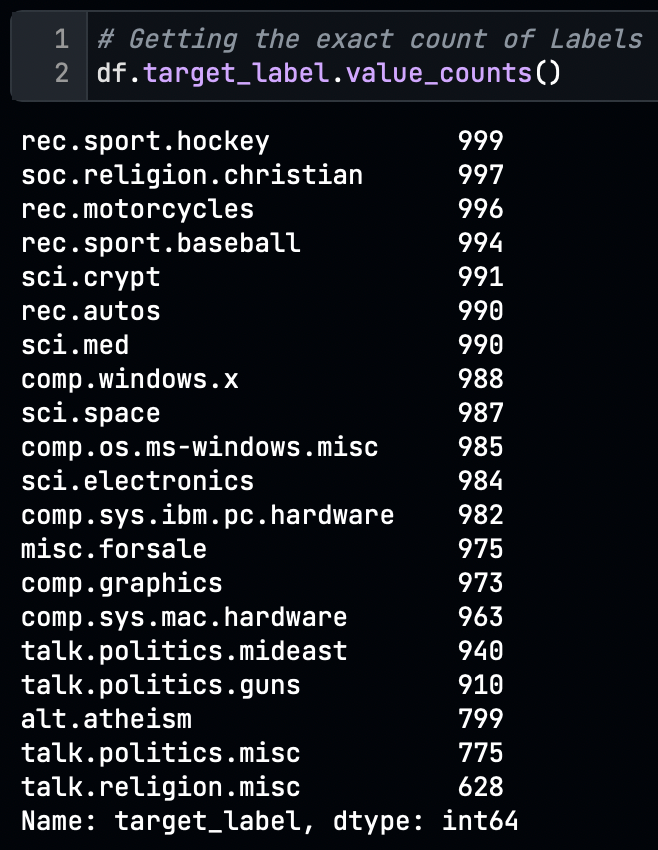 1 # Getting the exact count of Labels
2 df.target_label.value_counts()
rec.sport.hockey 999
soc.religion.christian 997
rec.motorcycles 996
rec.sport.baseball 994
sci.crypt 991
rec.autos 990
sci.med 990
comp.windows.x 988
sci.space 987
comp.os.ms-windows.misc 985
sci.electronics 984
comp.sys.ibm.pc.hardware 982
misc.forsale 975
comp.graphics 973
comp.sys.mac.hardware 963
talk.politics.mideast 940
talk.politics.guns 910
alt.atheism 799
talk.politics.misc 775
talk.religion.misc 628
Name: target_label, dtype: int64